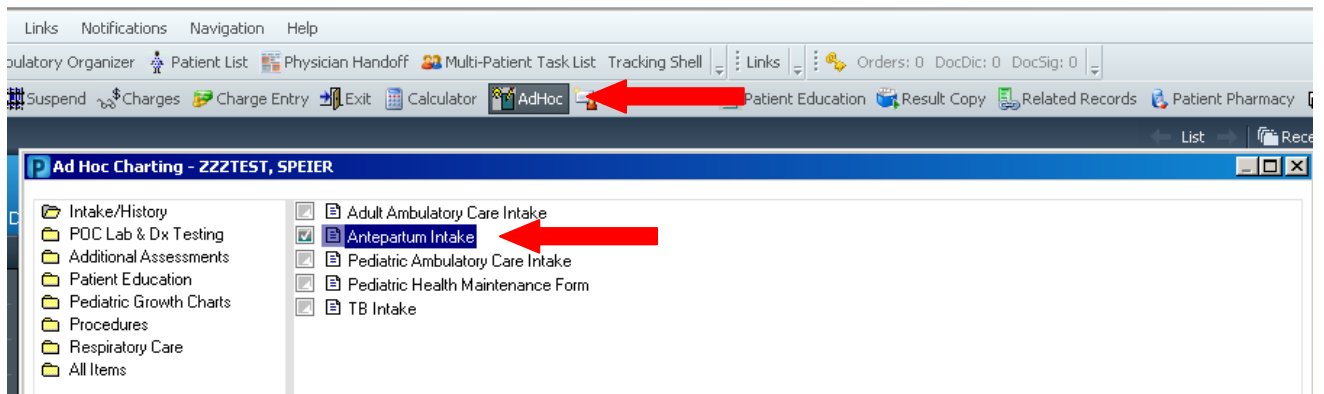 Links Notifications Navigation Help
Organizer Patient List Physician Handoff Multi-Patient Task List Tracking Shell Links Orders: 0 DocDic: 0 DocSig: 0
Suspend Charges Charge Entry Exit Calculator AdHoc Patient Education Result Copy Related Records Patient Pharmacy
List
Ad Hoc Charting - ZZZTEST, SPEIER
Intake/History
POC Lab & Dx Testing
Additional Assessments
Patient Education
Pediatric Growth Charts
Procedures
Respiratory Care
All Items
Adult Ambulatory Care Intake
Antepartum Intake
Pediatric Ambulatory Care Intake
Pediatric Health Maintenance Form
TB Intake